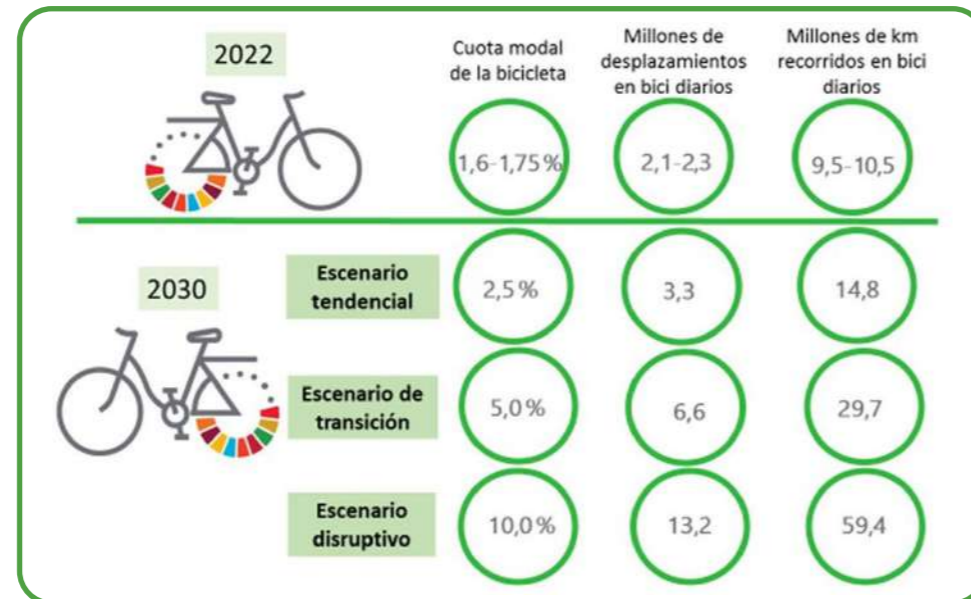 2022
Cuota modal
de la bicicleta
Millones de
desplazamientos
en bici diarios
Millones de km
recorridos en bici
diarios
1,6-1,75%
2,1-2,3
9,5-10,5
2030
Escenario
tendencial
2,5%
3,3
14,8
Escenario de
transición
5,0%
6,6
29,7
Escenario
disruptivo
10,0%
13,2
59,4